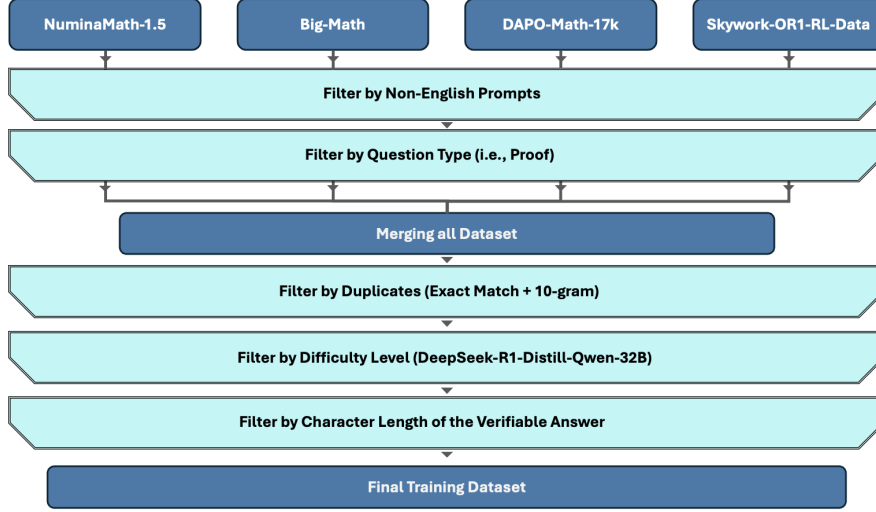 NuminaMath-1.5
Big-Math
DAPO-Math-17k
Skywork-OR1-RL-Data
Filter by Non-English Prompts
Filter by Question Type (i.e., Proof)
Merging all Dataset
Filter by Duplicates (Exact Match + 10-gram)
Filter by Difficulty Level (DeepSeek-R1-Distill-Qwen-32B)
Filter by Character Length of the Verifiable Answer
Final Training Dataset